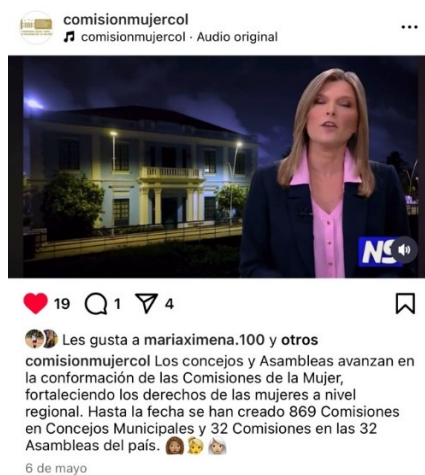 comisionmujercol
comisionmujercol · Audio original
NS
19 1 4
Les gusta a mariaximena.100 y otros
comisionmujercol Los concejos y Asambleas avanzan en
la conformación de las Comisiones de la Mujer,
fortaleciendo los derechos de las mujeres a nivel
regional. Hasta la fecha se han creado 869 Comisiones
en Concejos Municipales y 32 Comisiones en las 32
Asambleas del país. 👩🏽🧏🏼‍♀️👩🏻‍🦳
6 de mayo